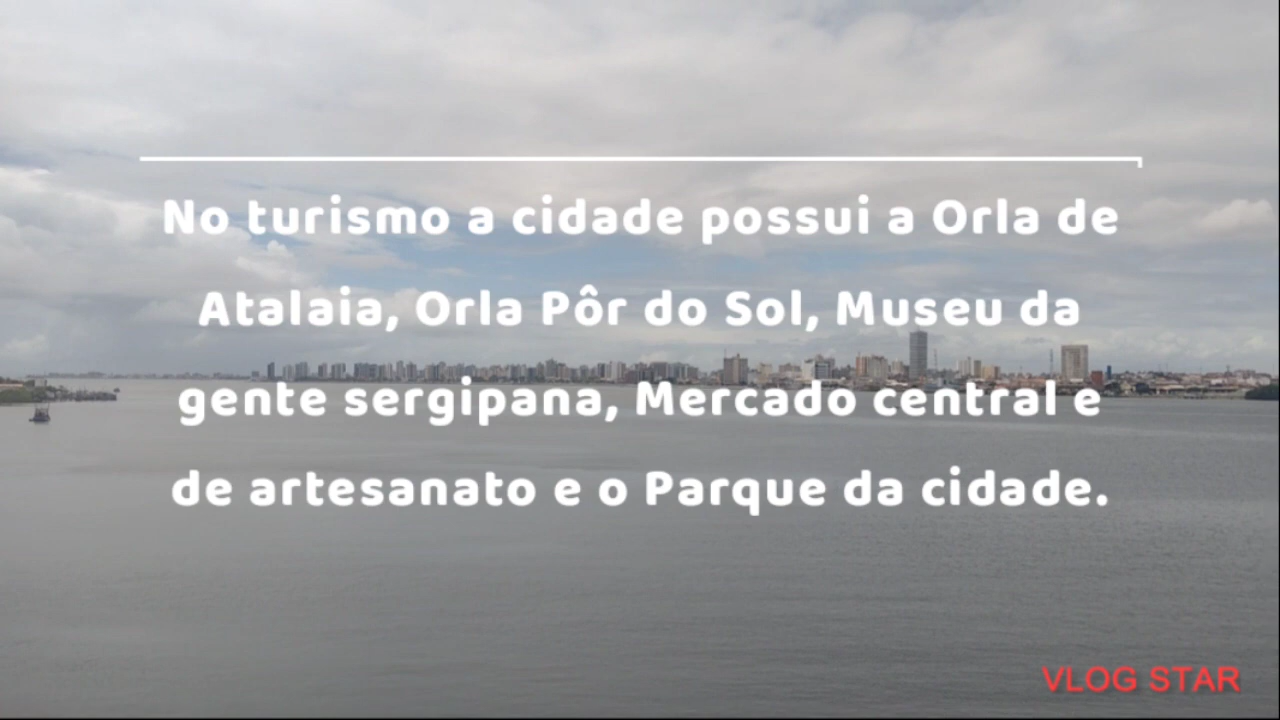 No turismo a cidade possui a Orla de
Atalaia, Orla Pôr do Sol, Museu da
gente sergipana, Mercado central e
de artesanato e o Parque da cidade.
VLOG STAR